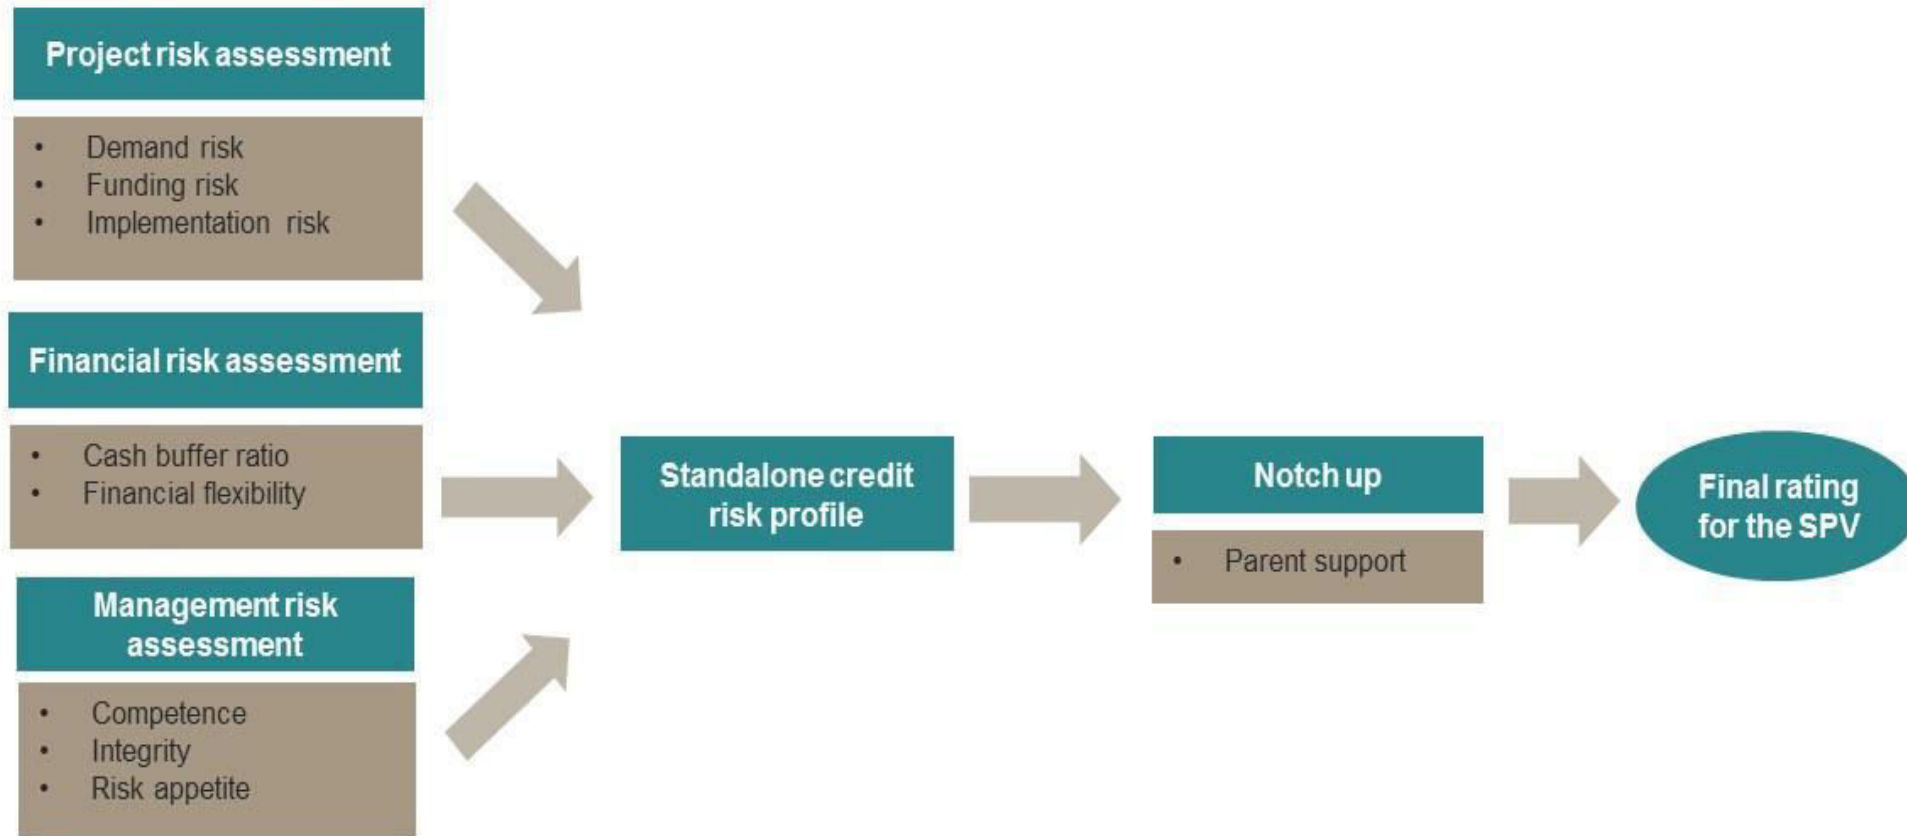 Project risk assessment
• Demand risk
• Funding risk
• Implementation risk
Financial risk assessment
• Cash buffer ratio
• Financial flexibility
Management risk
assessment
• Competence
• Integrity
• Risk appetite
Standalone credit
risk profile
Notch up
• Parent support
Final rating
for the SPV